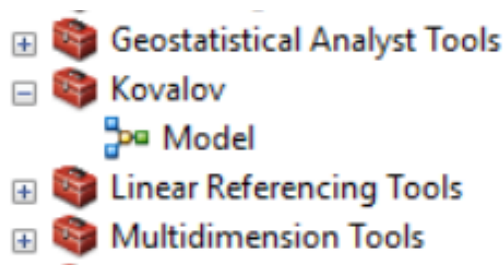 Geostatistical Analyst Tools
Kovalov
Model
Linear Referencing Tools
Multidimension Tools